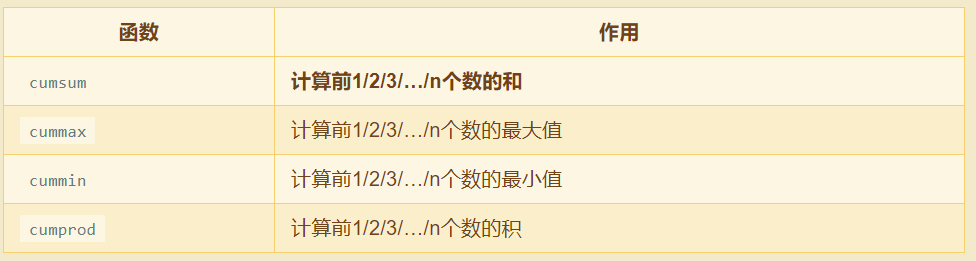 函数 作用
cumsum 计算前1/2/3/…/n个数的和
cummax 计算前1/2/3/…/n个数的最大值
cummin 计算前1/2/3/…/n个数的最小值
cumprod 计算前1/2/3/…/n个数的积